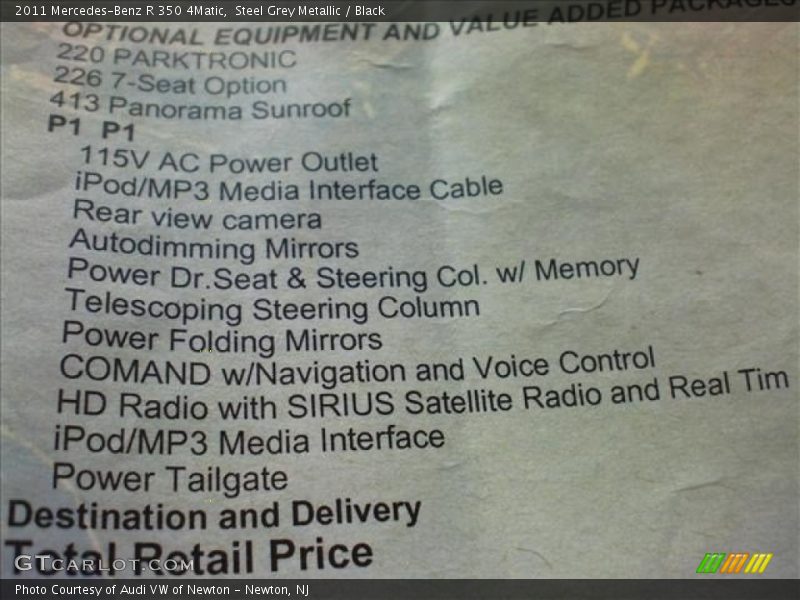 2011 Mercedes-Benz R 350 4Matic, Steel Grey Metallic / Black
OPTIONAL EQUIPMENT AND VALUE ADDED PACKAGES
220 PARKTRONIC
226 7-Seat Option
413 Panorama Sunroof
P1 P1
115V AC Power Outlet
iPod/MP3 Media Interface Cable
Rear view camera
Autodimming Mirrors
Power Dr.Seat & Steering Col. w/ Memory
Telescoping Steering Column
Power Folding Mirrors
COMAND w/Navigation and Voice Control
HD Radio with SIRIUS Satellite Radio and Real Tim
iPod/MP3 Media Interface
Power Tailgate
Destination and Delivery
Total Retail Price
GTCARLOT.COM
Photo Courtesy of Audi VW of Newton - Newton, NJ